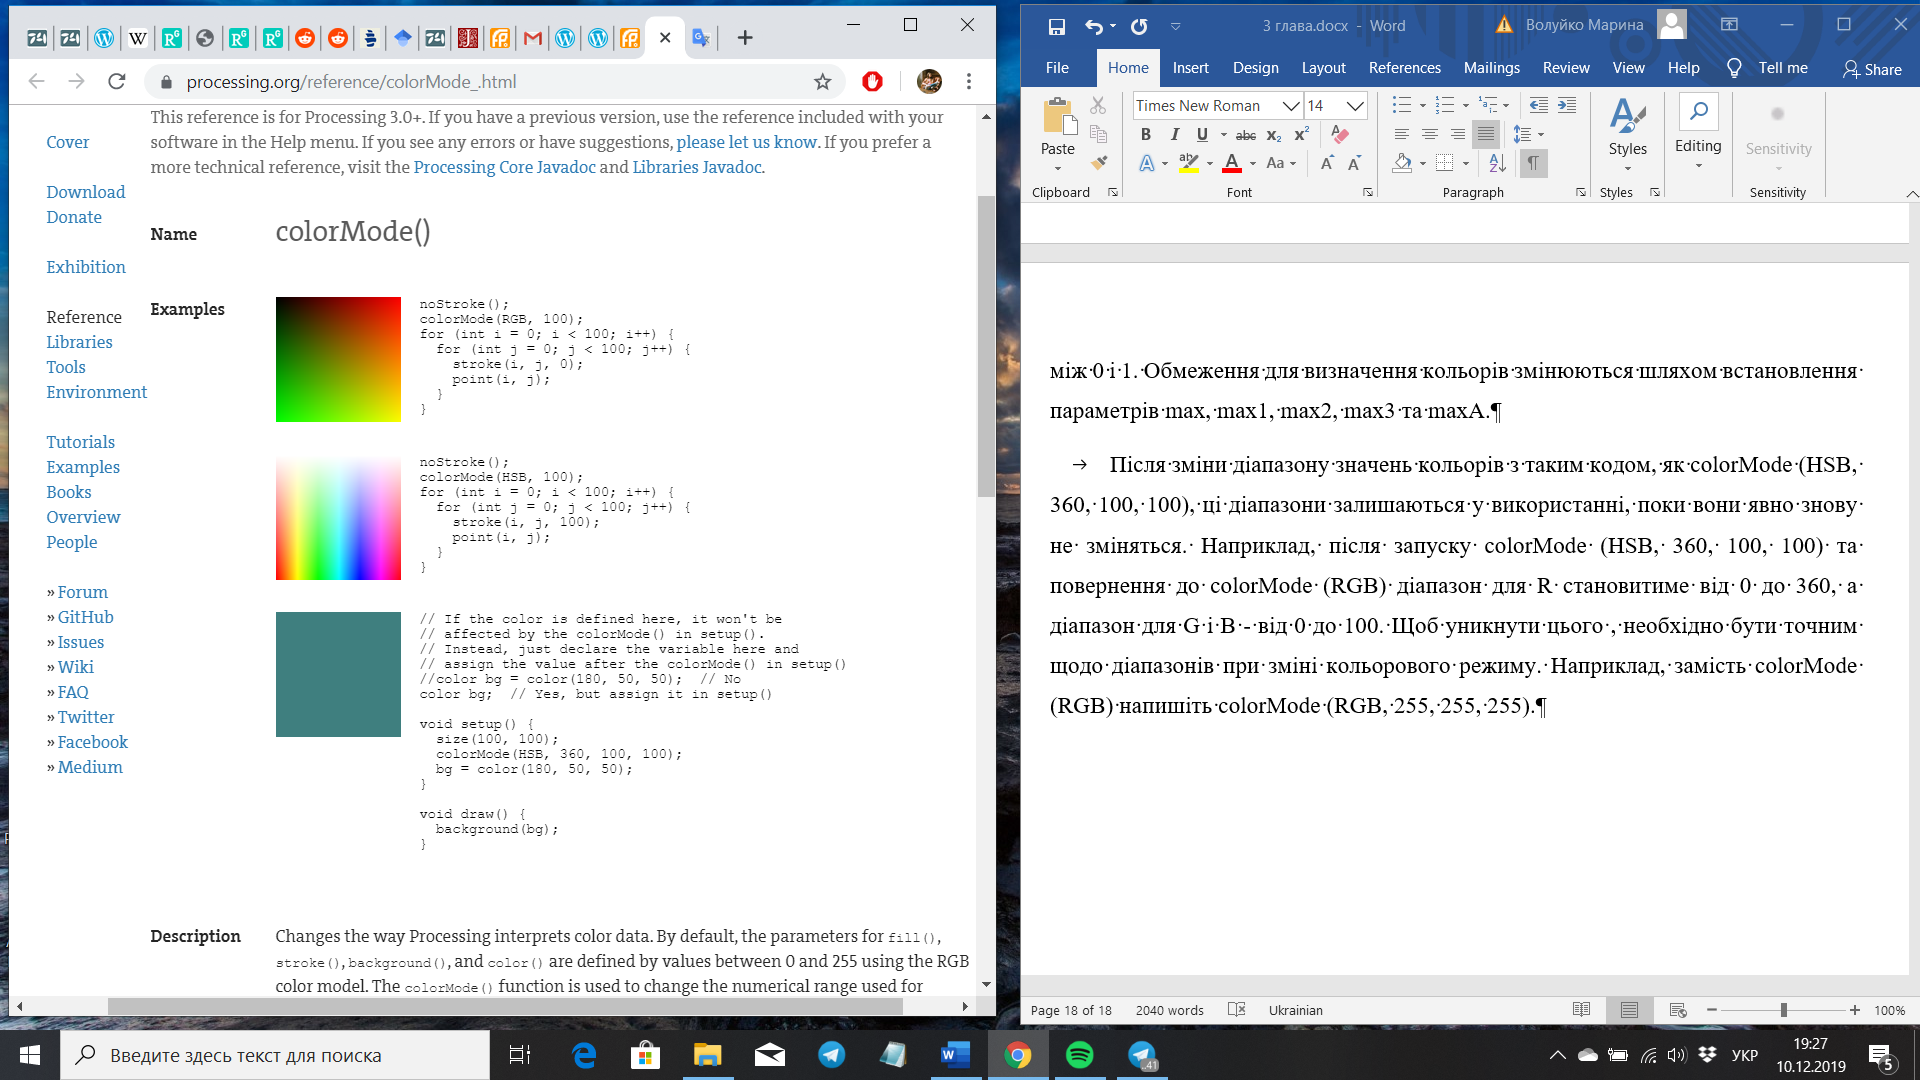 processing.org/reference/colorMode_.html
This reference is for Processing 3.0+. If you have a previous version, use the reference included with your
software in the Help menu. If you see any errors or have suggestions, please let us know. If you prefer a
more technical reference, visit the Processing Core Javadoc and Libraries Javadoc.
Cover
Download
Donate
Exhibition
Reference
Libraries
Tools
Environment
Tutorials
Examples
Books
Overview
People
» Forum
» GitHub
» Issues
» Wiki
» FAQ
» Twitter
» Facebook
» Medium
Name
colorMode()
Examples
noStroke();
colorMode(RGB, 100);
for (int i = 0; i < 100; i++) {
for (int j = 0; j < 100; j++) {
stroke(i, j, 0);
point(i, j);
}
}
noStroke();
colorMode(HSB, 100);
for (int i = 0; i < 100; i++) {
for (int j = 0; j < 100; j++) {
stroke(i, j, 100);
point(i, j);
}
}
// If the color is defined here, it won't be
// affected by the colorMode() in setup().
// Instead, just declare the variable here and
// assign the value after the colorMode() in setup()
//color bg = color(180, 50, 50);  // No
color bg;  // Yes, but assign it in setup()
void setup() {
size(100, 100);
colorMode(HSB, 360, 100, 100);
bg = color(180, 50, 50);
}
void draw() {
background(bg);
}
Description
Changes the way Processing interprets color data. By default, the parameters for fill(),
stroke(), background(), and color() are defined by values between 0 and 255 using the RGB
color model. The colorMode() function is used to change the numerical range used for
3 глава.docx - Word
Волуйко Марина
File Home Insert Design Layout References Mailings Review View Help Tell me Share
Times New Roman 14
Paste
B I U abc x₂ x²
A A Aa A A
Styles
Editing
Sensitivity
Clipboard Font Paragraph Styles Sensitivity
між·0·і·1.·Обмеження·для·визначення·кольорів·змінюються·шляхом·встановлення·
параметрів·max,·max1,·max2,·max3·та·maxA.¶
→ Після·зміни·діапазону·значень·кольорів·з·таким·кодом,·як·colorMode·(HSB,·
360,·100,·100),·ці·діапазони·залишаються·у·використанні,·поки·вони·явно·знову·
не·зміняться.·Наприклад,·після·запуску·colorMode·(HSB,·360,·100,·100)·та·
повернення·до·colorMode·(RGB)·діапазон·для·R·становитиме·від·0·до·360,·а·
діапазон·для·G·і·B·-·від·0·до·100.·Щоб·уникнути·цього·,·необхідно·бути·точним·
щодо·діапазонів·при·зміні·кольорового·режиму.·Наприклад,·замість·colorMode·
(RGB)·напишіть·colorMode·(RGB,·255,·255,·255).¶
Page 18 of 18 2040 words Ukrainian 100%
Введите здесь текст для поиска
41
УКР
19:27
10.12.2019
5